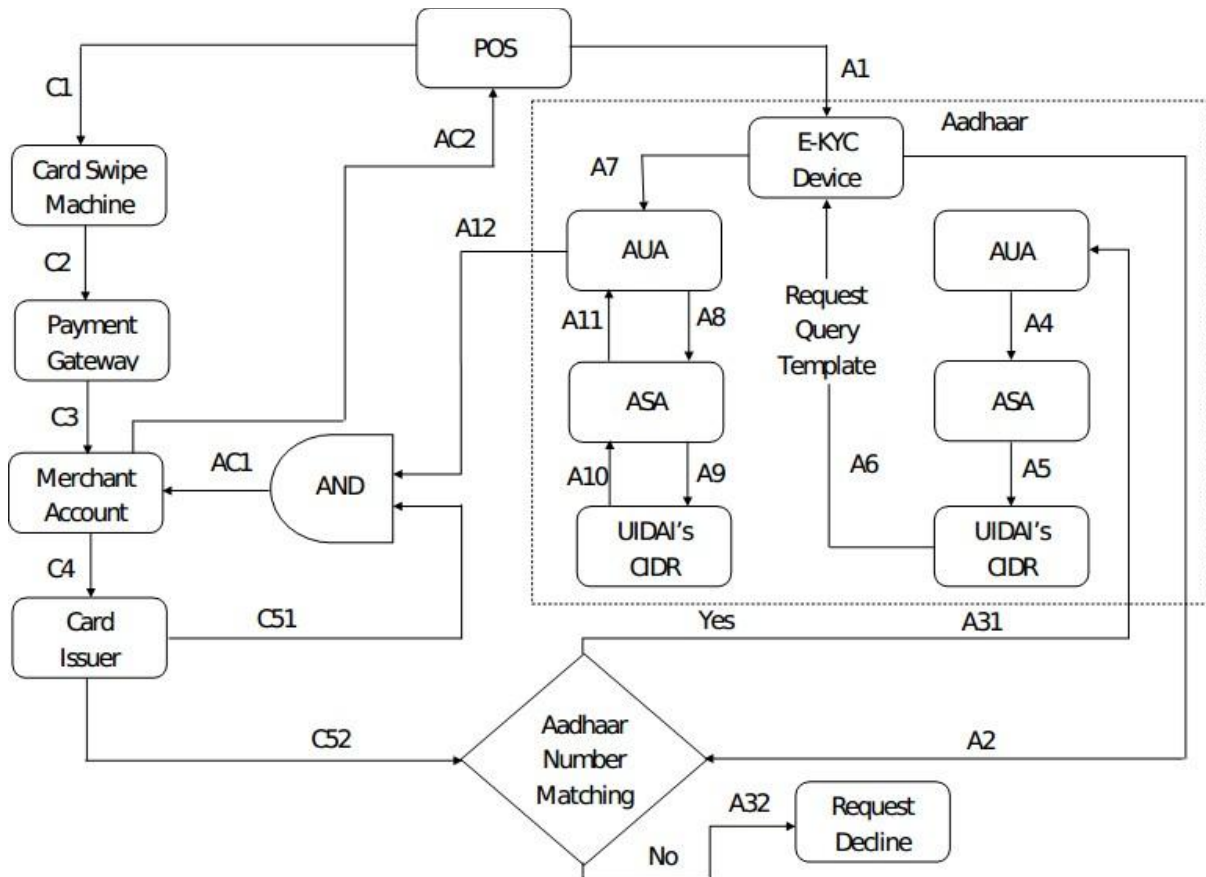 POS
C1
A1
Aadhaar
AC2
E-KYC
Device
Card Swipe
Machine
A7
A12
AUA
AUA
C2
Request
Query
Template
Payment
Gateway
A11
A8
A4
ASA
ASA
C3
AC1
AND
A10
A9
A6
A5
Merchant
Account
UIDAI's
CIDR
UIDAI's
CIDR
C4
Card
Issuer
C51
Yes
A31
Aadhaar
Number
Matching
C52
A2
A32
Request
Decline
No